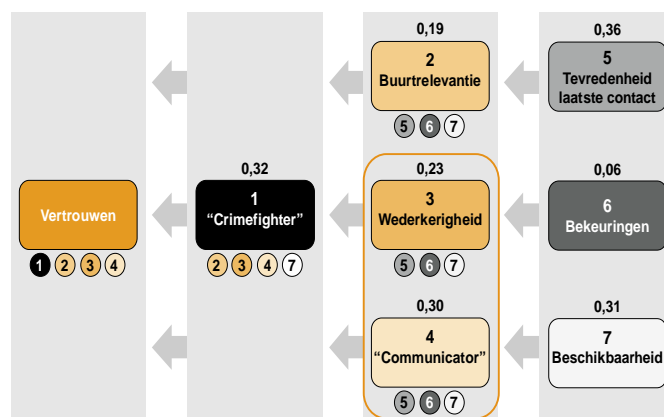 0,19
2
Buurtrelevantie
5 6 7
0,36
5
Tevredenheid
laatste contact
Vertrouwen
1 2 3 4
0,32
1
“Crimefighter”
2 3 4 7
0,23
3
Wederkerigheid
5 6 7
0,06
6
Bekeuringen
0,30
4
“Communicator”
5 6 7
0,31
7
Beschikbaarheid